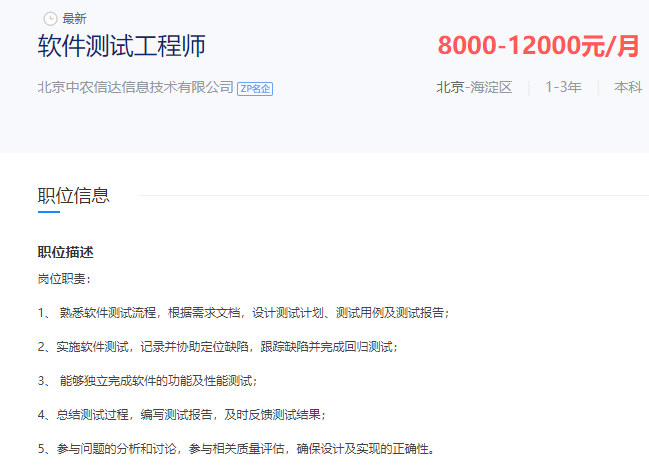 最新
软件测试工程师
8000-12000元/月
北京中农信达信息技术有限公司 ZP名企
北京-海淀区 | 1-3年 | 本科
职位信息
职位描述
岗位职责：
1、 熟悉软件测试流程，根据需求文档，设计测试计划、测试用例及测试报告；
2、实施软件测试，记录并协助定位缺陷，跟踪缺陷并完成回归测试；
3、 能够独立完成软件的功能及性能测试；
4、总结测试过程，编写测试报告，及时反馈测试结果；
5、参与问题的分析和讨论，参与相关质量评估，确保设计及实现的正确性。